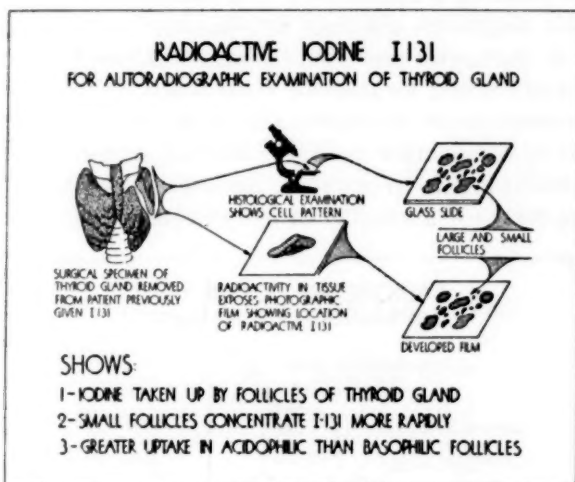 RADIOACTIVE IODINE I 131
FOR AUTORADIOGRAPHIC EXAMINATION OF THYROID GLAND
HISTOLOGICAL EXAMINATION
SHOWS CELL PATTERN
GLASS SLIDE
LARGE AND SMALL
FOLLICLES
SURGICAL SPECIMEN OF
THYROID GLAND REMOVED
FROM PATIENT PREVIOUSLY
GIVEN I 131
RADIOACTIVITY IN TISSUE
EXPOSES PHOTOGRAPHIC
FILM SHOWING LOCATION
OF RADIOACTIVE I 131
DEVELOPED FILM
SHOWS:
1-IODINE TAKEN UP BY FOLLICLES OF THYROID GLAND
2-SMALL FOLLICLES CONCENTRATE I-131 MORE RAPIDLY
3-GREATER UPTAKE IN ACIDOPHILIC THAN BASOPHILIC FOLLICLES